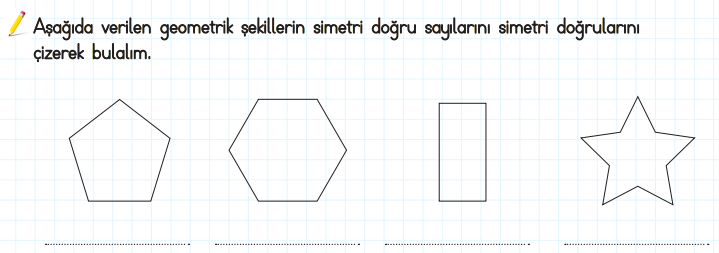 Aşağıda verilen geometrik şekillerin simetri doğru sayılarını simetri doğrularını
çizerek bulalım.